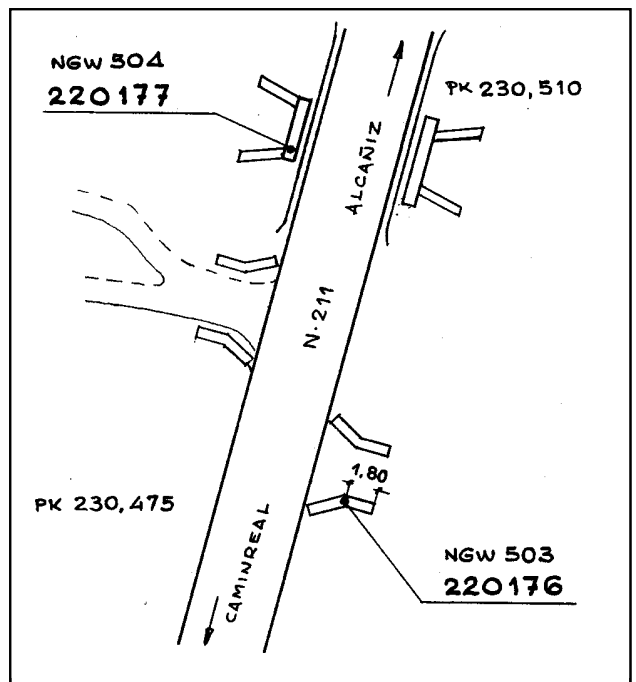 NGW 504
220177
PK 230,510
ALCAÑIZ
N-211
1,80
PK 230,475
CAMINREAL
NGW 503
220176